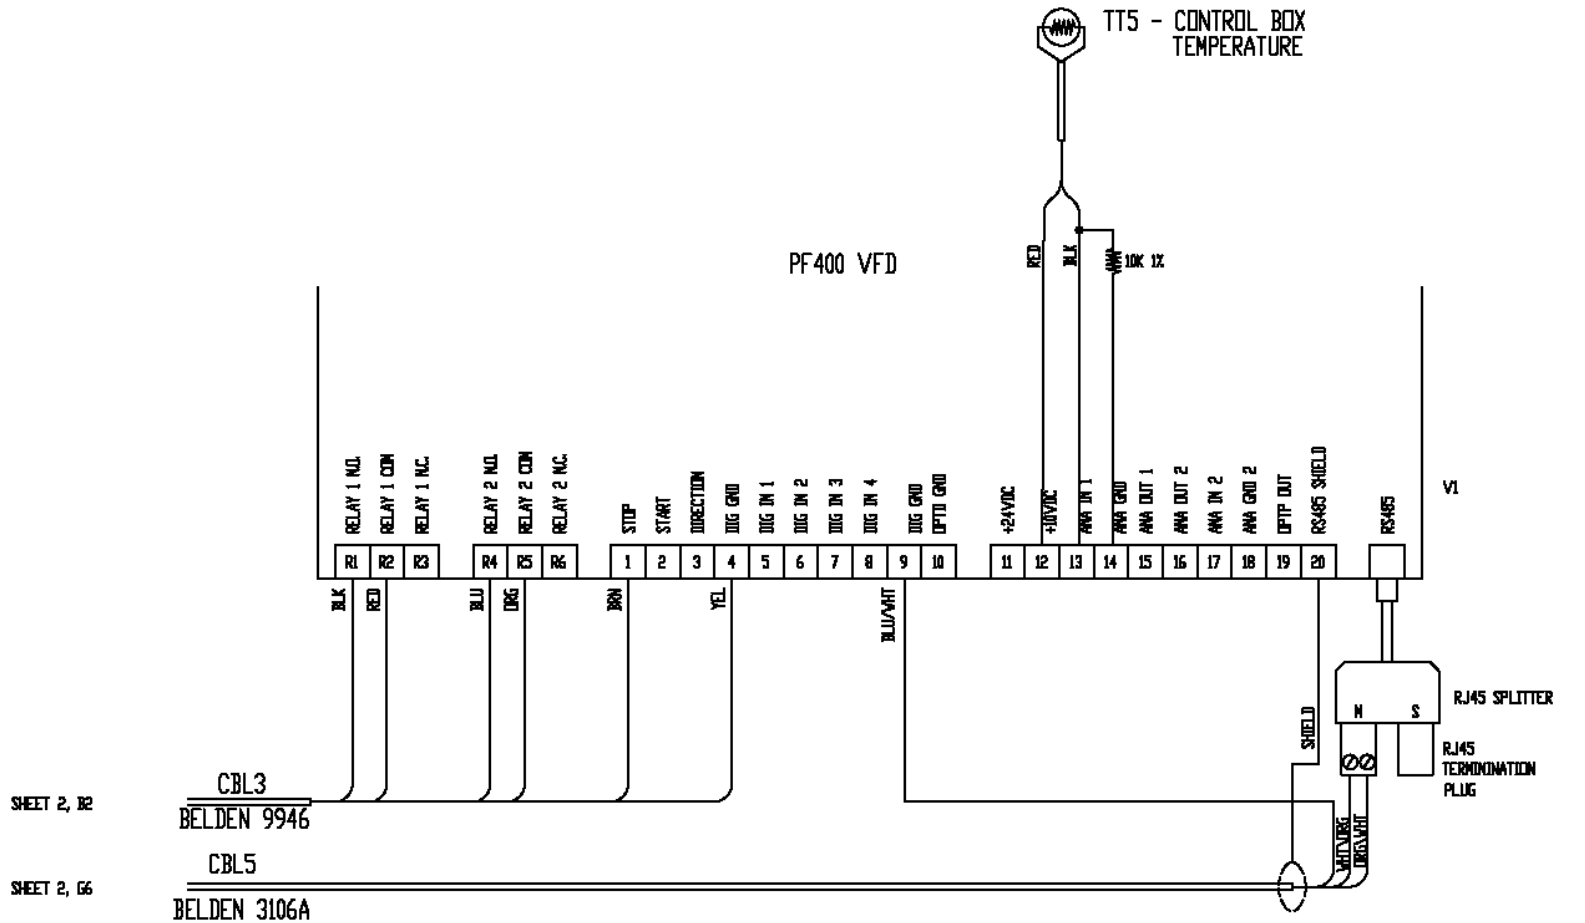 TT5 - CONTROL BOX
TEMPERATURE
PF400 VFD
RED
BLK
10K 1%
RELAY 1 N.O.
RELAY 1 COM
RELAY 1 N.C.
RELAY 2 N.O.
RELAY 2 COM
RELAY 2 N.C.
STOP
START
DIRECTION
DIG GND
DIG IN 1
DIG IN 2
DIG IN 3
DIG IN 4
DIG GND
OPTO GND
+24VDC
+10VDC
ANA IN 1
ANA GND
ANA OUT 1
ANA OUT 2
ANA IN 2
ANA GND 2
OPTP OUT
RS485 SHIELD
RS485
V1
R1 R2 R3 R4 R5 R6 1 2 3 4 5 6 7 8 9 10 11 12 13 14 15 16 17 18 19 20
BLK
RED
BLU
ORG
BRN
YEL
BLU/WHT
SHIELD
M S
RJ45 SPLITTER
RJ45
TERMININATION
PLUG
WHT\ORG
ORG\WHT
SHEET 2, B2
CBL3
BELDEN 9946
SHEET 2, G6
CBL5
BELDEN 3106A